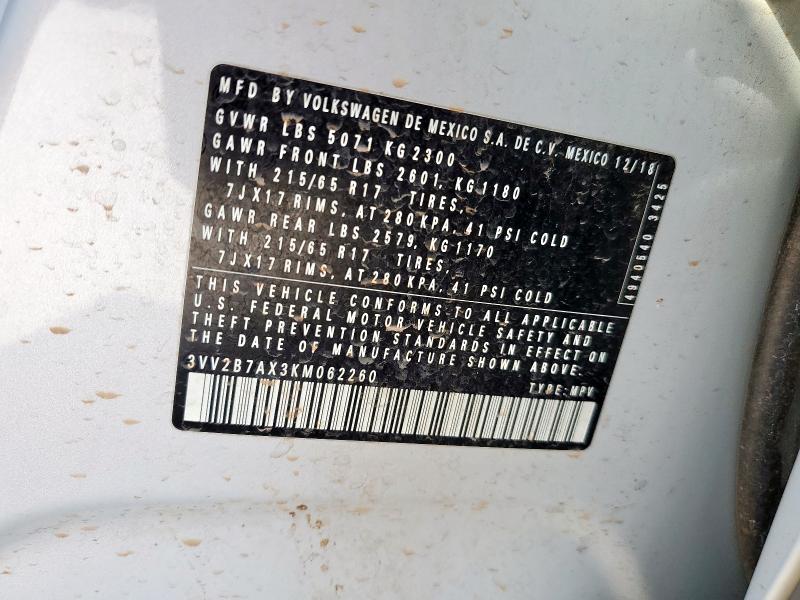 MFD BY VOLKSWAGEN DE MEXICO S.A. DE C.V. MEXICO 12/18
GVWR LBS 5071 KG 2300
GAWR FRONT LBS 2601, KG 1180
WITH 215/65 R17 TIRES,
7JX17 RIMS, AT 280 KPA, 41 PSI COLD
GAWR REAR LBS 2579, KG 1170
WITH 215/65 R17 TIRES,
7JX17 RIMS, AT 280 KPA, 41 PSI COLD
4940540 3425
THIS VEHICLE CONFORMS TO ALL APPLICABLE
U.S. FEDERAL MOTOR VEHICLE SAFETY AND
THEFT PREVENTION STANDARDS IN EFFECT ON
THE DATE OF MANUFACTURE SHOWN ABOVE.
3VV2B7AX3KM062260
TYPE: MPV